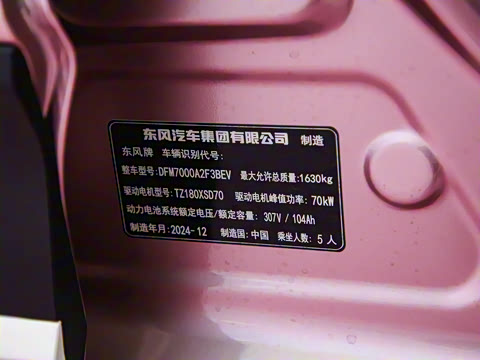 东风汽车集团有限公司 制造
东风牌 车辆识别代号:
整车型号:DFM7000A2F3BEV 最大允许总质量:1630kg
驱动电机型号:TZ180XSD70 驱动电机峰值功率: 70kW
动力电池系统额定电压/额定容量: 307V / 104Ah
制造年月:2024-12 制造国: 中国 乘坐人数: 5 人